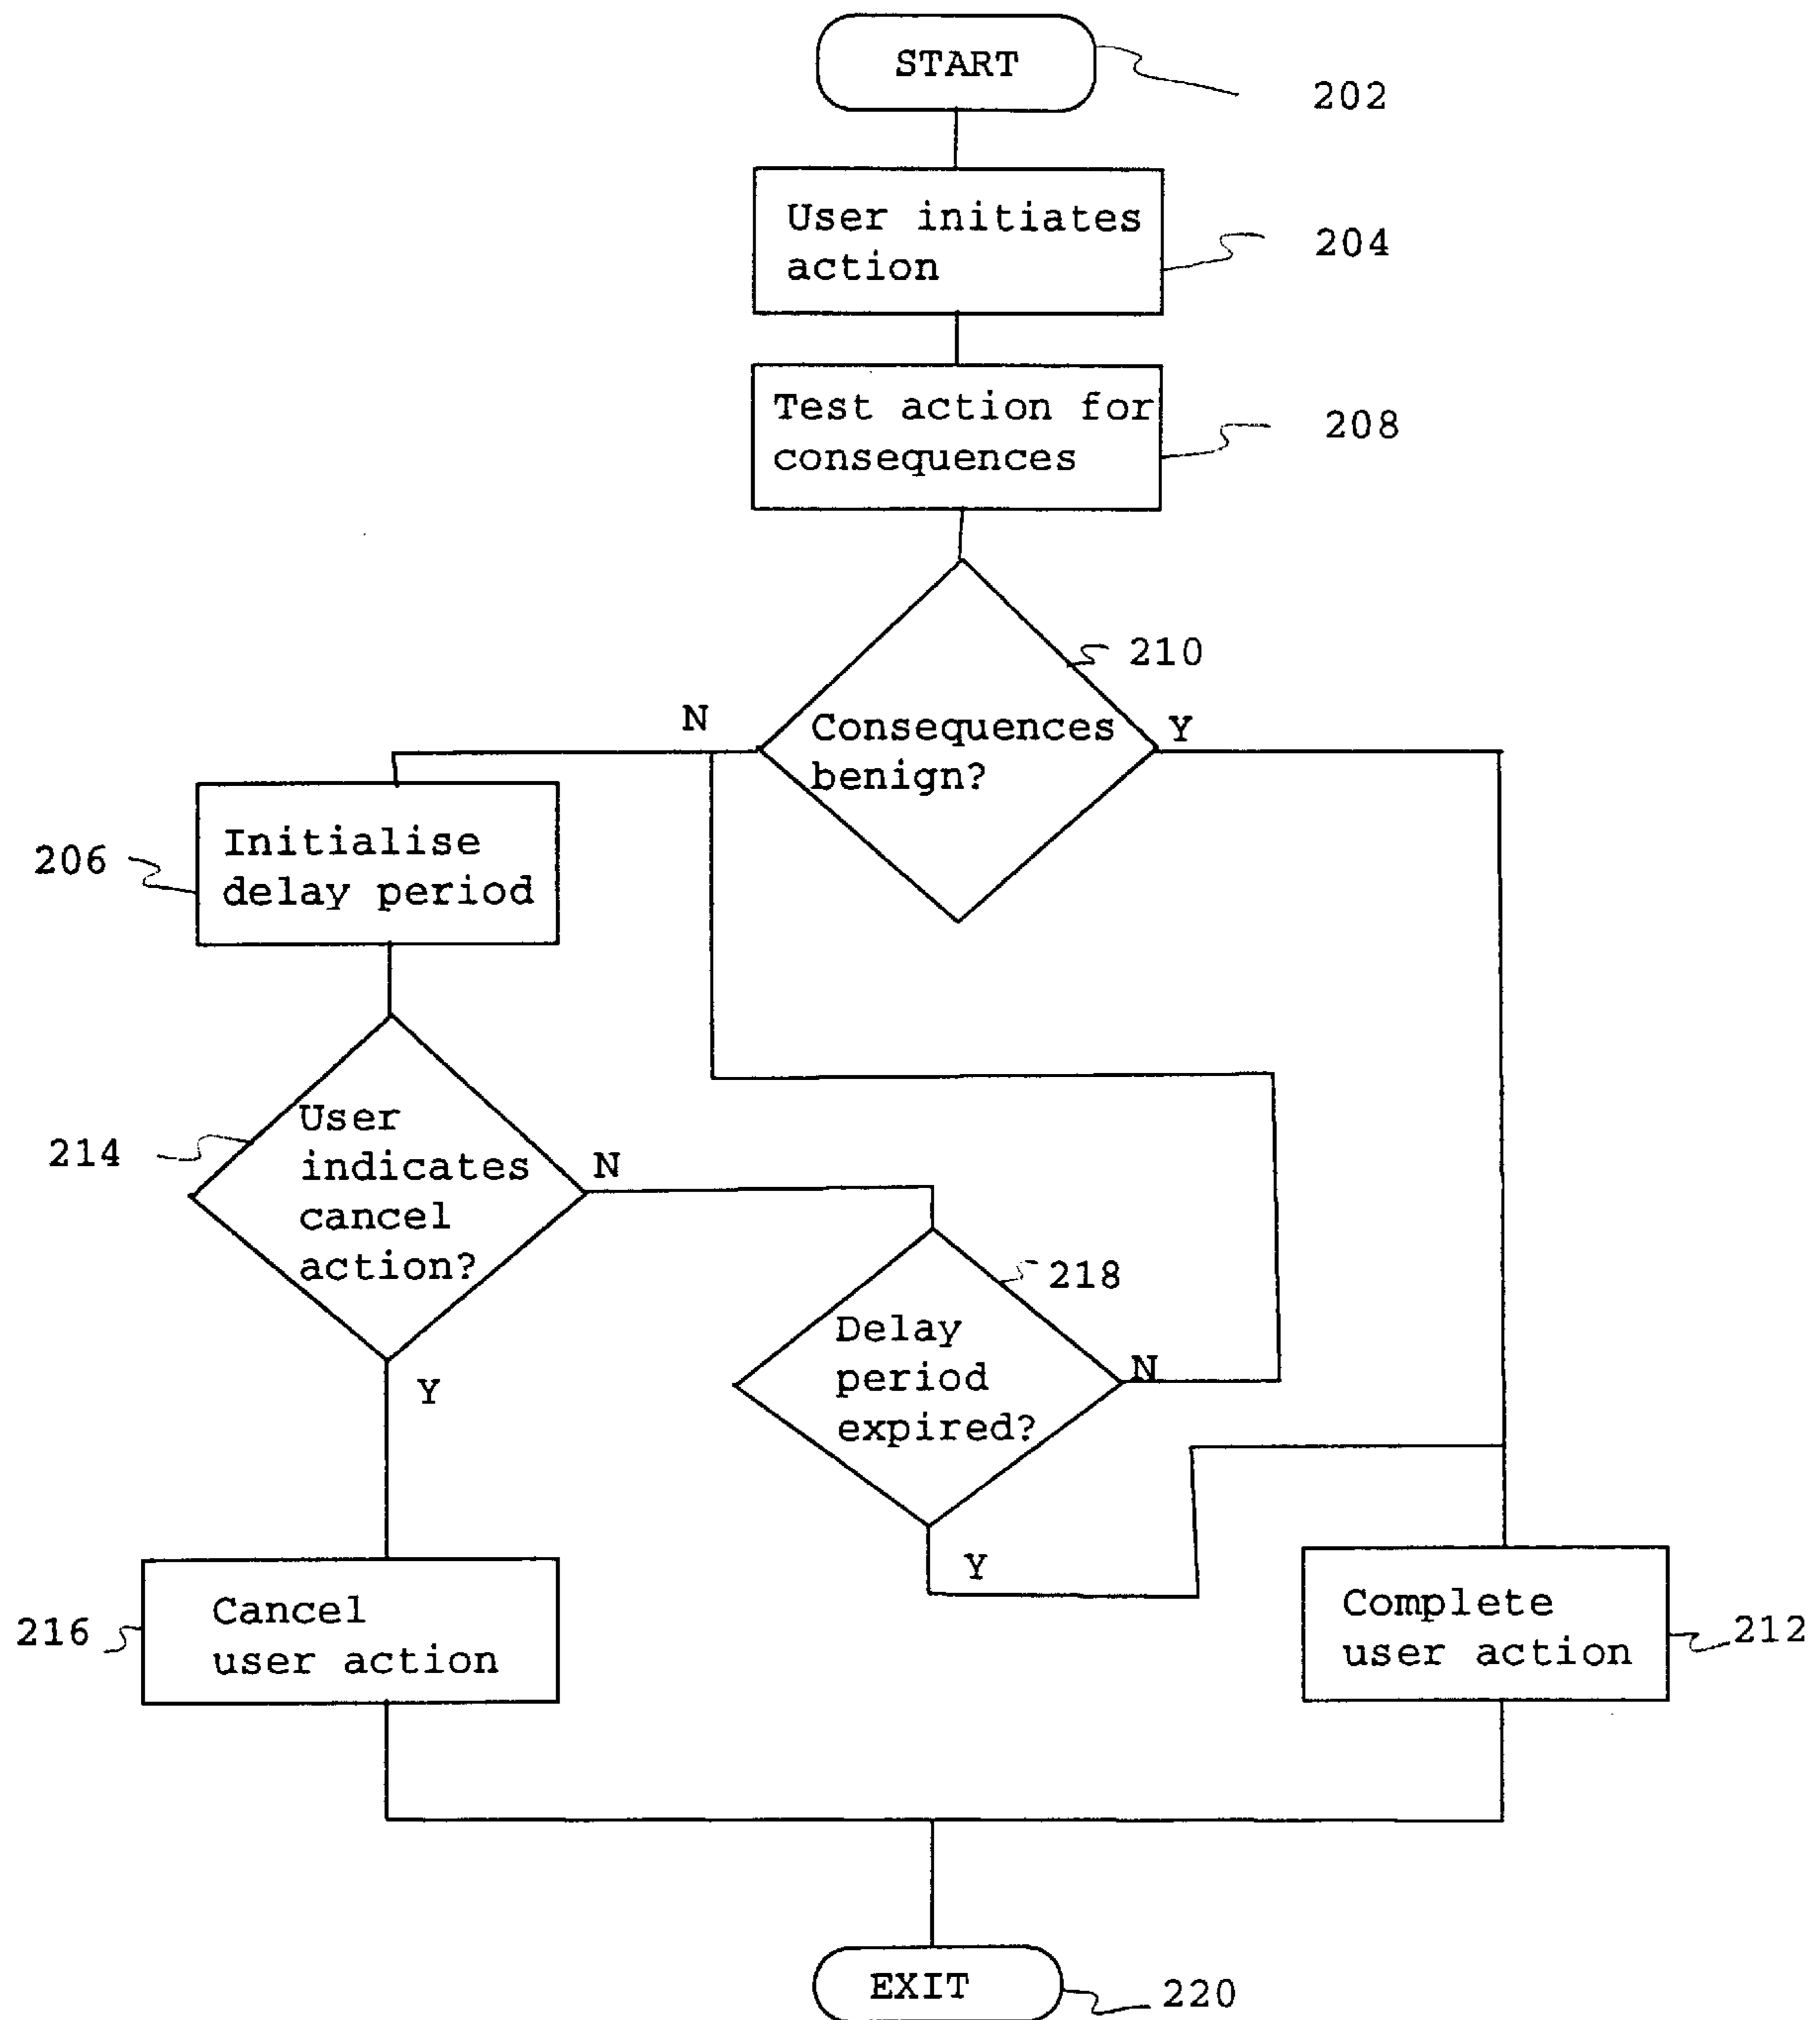 START
202
User initiates
action
204
Test action for
consequences
208
210
N
Consequences
benign?
Y
206
Initialise
delay period
214
User
indicates
cancel
action?
N
218
Delay
period
expired?
N
Y
Y
216
Cancel
user action
Complete
user action
212
EXIT
220